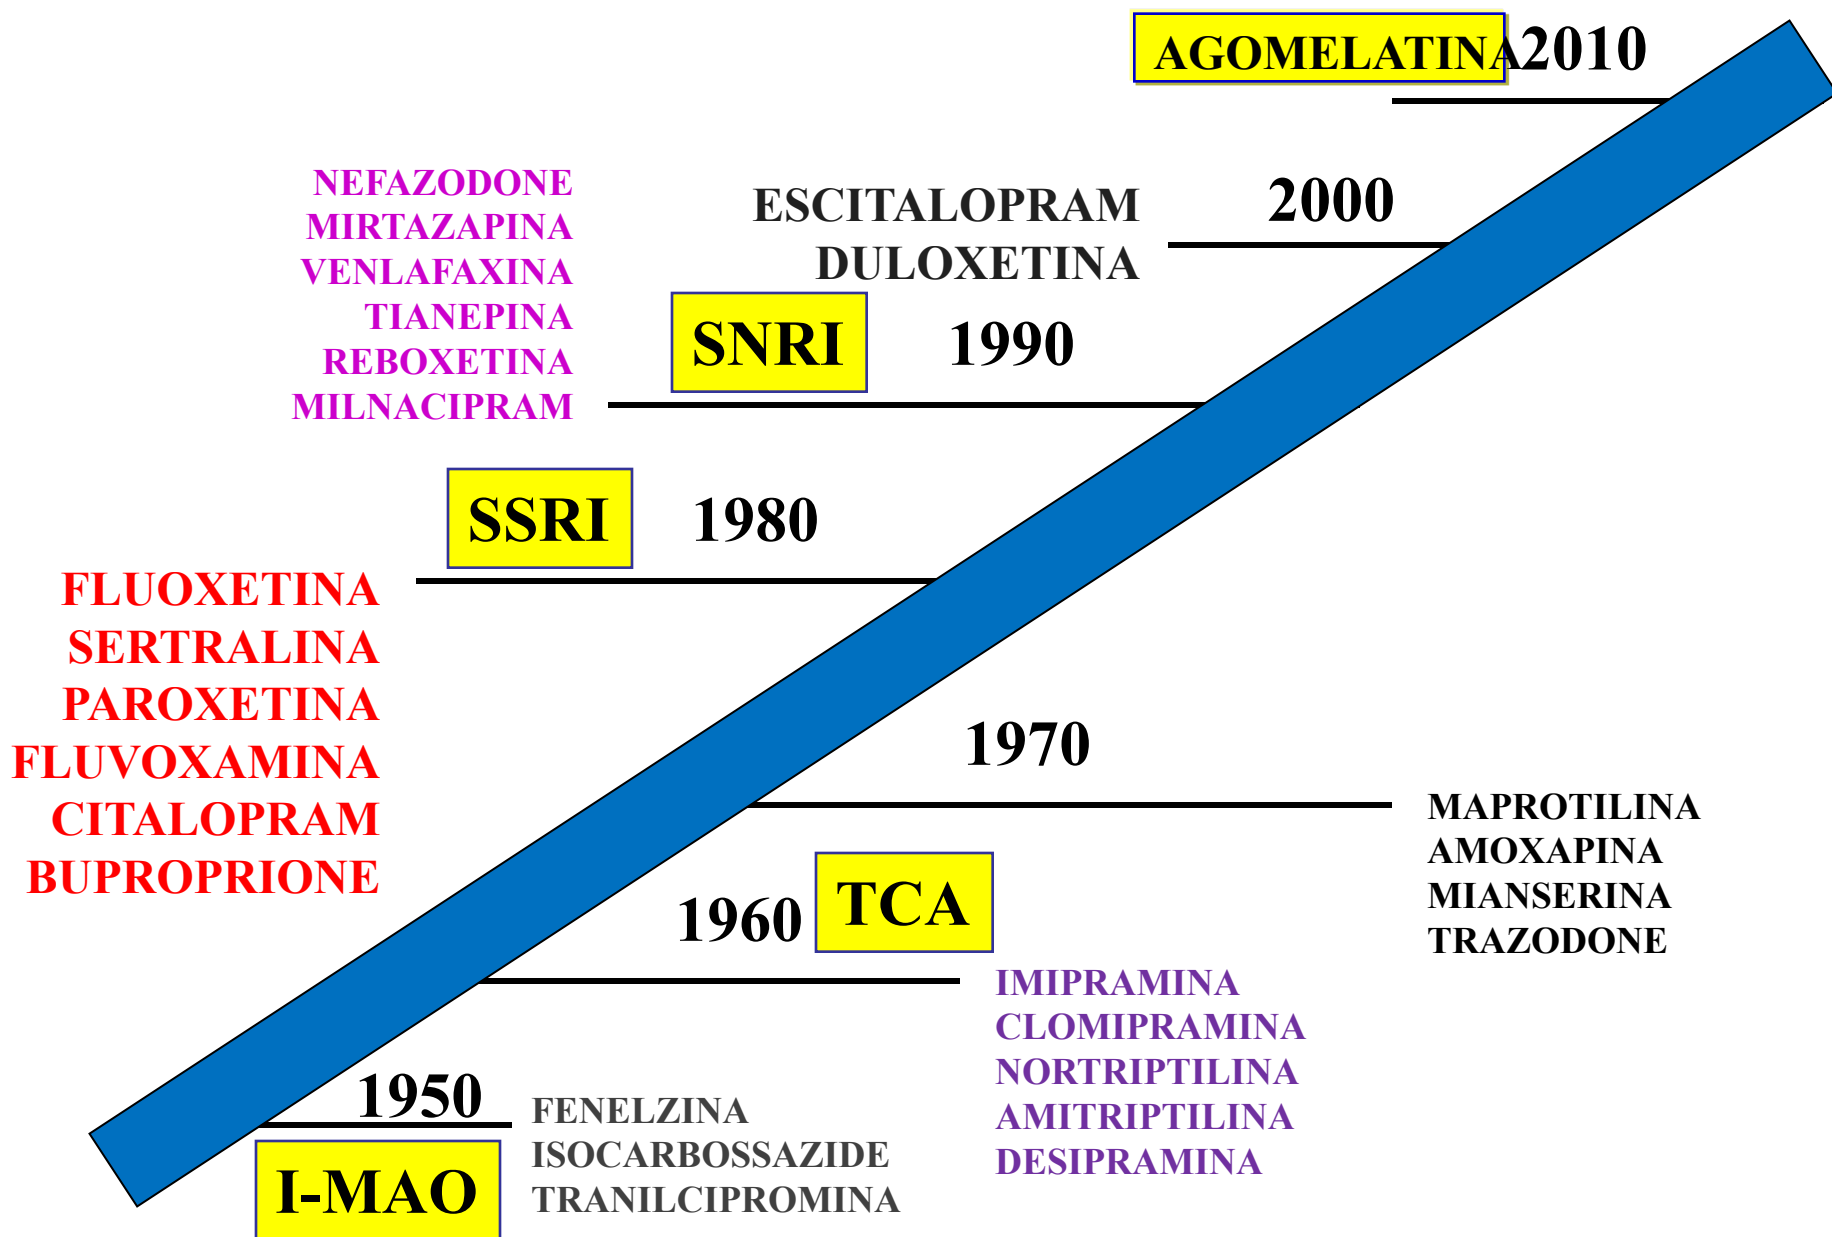 AGOMELATINA
2010
NEFAZODONE
MIRTAZAPINA
VENLAFAXINA
TIANEPINA
REBOXETINA
MILNACIPRAM
ESCITALOPRAM
DULOXETINA
2000
SNRI
1990
SSRI
1980
FLUOXETINA
SERTRALINA
PAROXETINA
FLUVOXAMINA
CITALOPRAM
BUPROPRIONE
1970
MAPROTILINA
AMOXAPINA
MIANSERINA
TRAZODONE
1960
TCA
IMIPRAMINA
CLOMIPRAMINA
NORTRIPTILINA
AMITRIPTILINA
DESIPRAMINA
1950
I-MAO
FENELZINA
ISOCARBOSSAZIDE
TRANILCIPROMINA